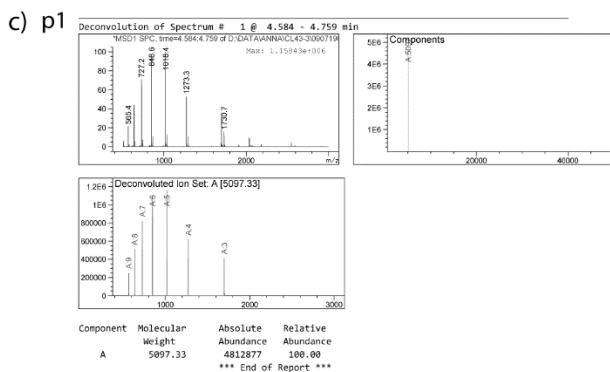 c) p1
Deconvolution of Spectrum # 1 @ 4.584 - 4.759 min
*MSD1 SPC, time=4.584:4.759 of D:\DATA\ANNA\CL43-3\090719
Max: 1.15843e+006
100
80
60
40
20
0
565.4
727.2
848.6
1018.4
1273.3
1730.7
1000
2000
m/z
Components
5E6
4E6
3E6
2E6
1E6
20000
40000
Deconvoluted Ion Set: A [5097.33]
1.2E6
1E6
800000
600000
400000
200000
0
A:9
A:8
A:7
A:6
A:5
A:4
A:3
1000
2000
3000
Component Molecular Weight Absolute Abundance Relative Abundance
A 5097.33 4812877 100.00
*** End of Report ***